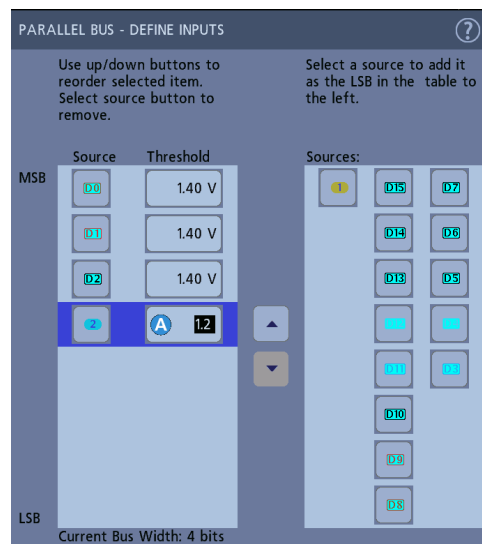 PARALLEL BUS - DEFINE INPUTS
?
Use up/down buttons to
reorder selected item.
Select source button to
remove.
Select a source to add it
as the LSB in the table to
the left.
Source Threshold
Sources:
MSB
D0 1.40 V
1 D15 D7
D1 1.40 V
D14 D6
D2 1.40 V
D13 D5
2 A 1.2
D11 D3
D10
D9
D8
LSB
Current Bus Width: 4 bits